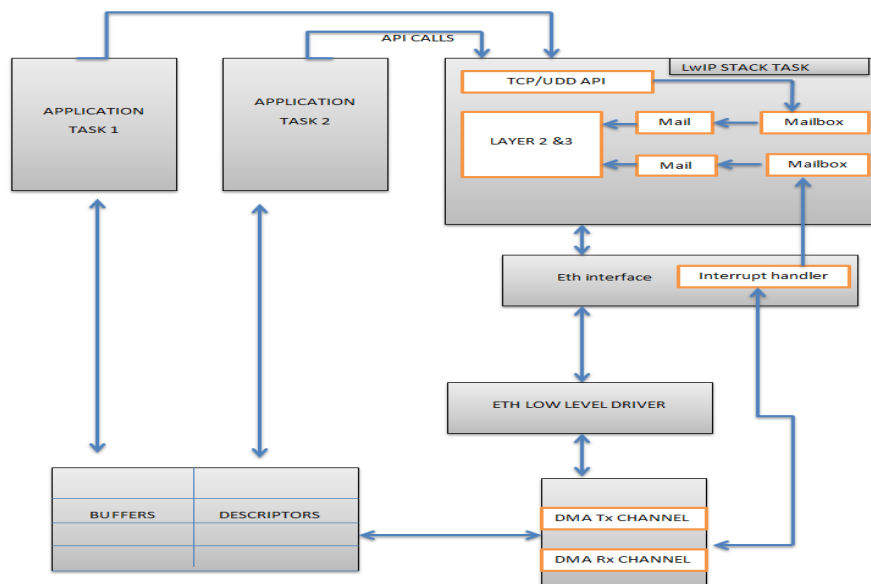 API CALLS
LwIP STACK TASK
TCP/UDD API
APPLICATION
TASK 1
APPLICATION
TASK 2
Mail
Mailbox
LAYER 2 &3
Mail
Mailbox
Eth interface
Interrupt handler
ETH LOW LEVEL DRIVER
BUFFERS
DESCRIPTORS
DMA Tx CHANNEL
DMA Rx CHANNEL